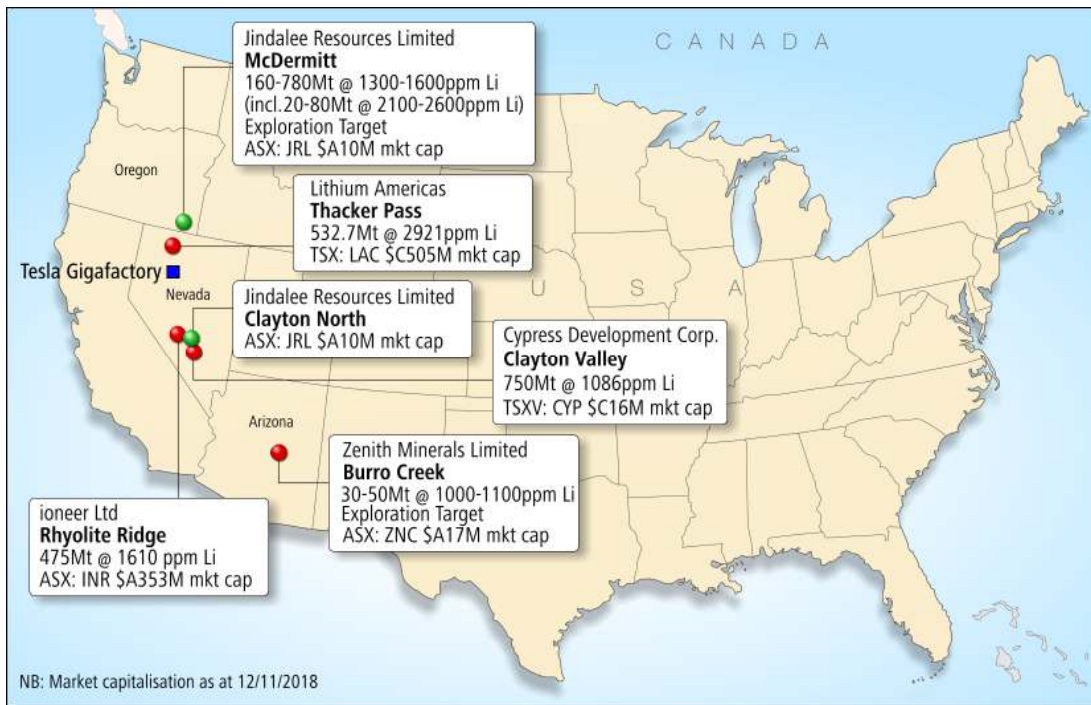 CANADA
Jindalee Resources Limited
McDermitt
160-780Mt @ 1300-1600ppm Li
(incl.20-80Mt @ 2100-2600ppm Li)
Exploration Target
ASX: JRL $A10M mkt cap
Oregon
Lithium Americas
Thacker Pass
532.7Mt @ 2921ppm Li
TSX: LAC $C505M mkt cap
Tesla Gigafactory
Nevada
USA
Jindalee Resources Limited
Clayton North
ASX: JRL $A10M mkt cap
Cypress Development Corp.
Clayton Valley
750Mt @ 1086ppm Li
TSXV: CYP $C16M mkt cap
Arizona
Zenith Minerals Limited
Burro Creek
30-50Mt @ 1000-1100ppm Li
Exploration Target
ASX: ZNC $A17M mkt cap
ioneer Ltd
Rhyolite Ridge
475Mt @ 1610 ppm Li
ASX: INR $A353M mkt cap
NB: Market capitalisation as at 12/11/2018